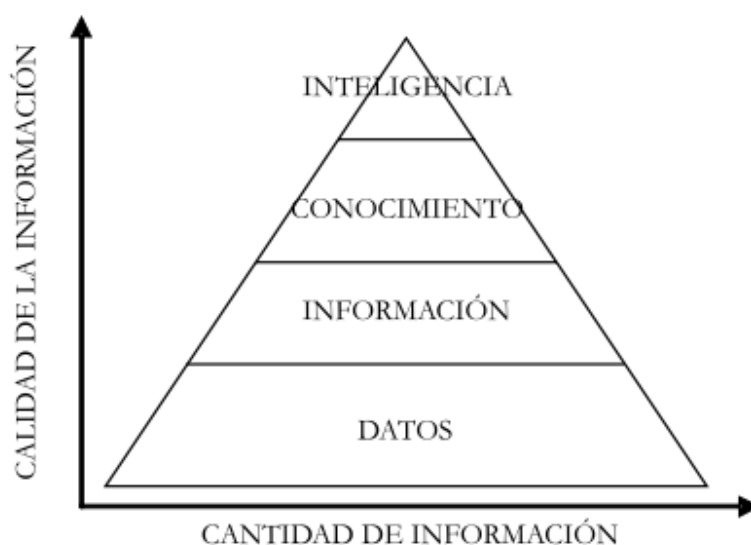 CALIDAD DE LA INFORMACIÓN
INTELIGENCIA
CONOCIMIENTO
INFORMACIÓN
DATOS
CANTIDAD DE INFORMACIÓN